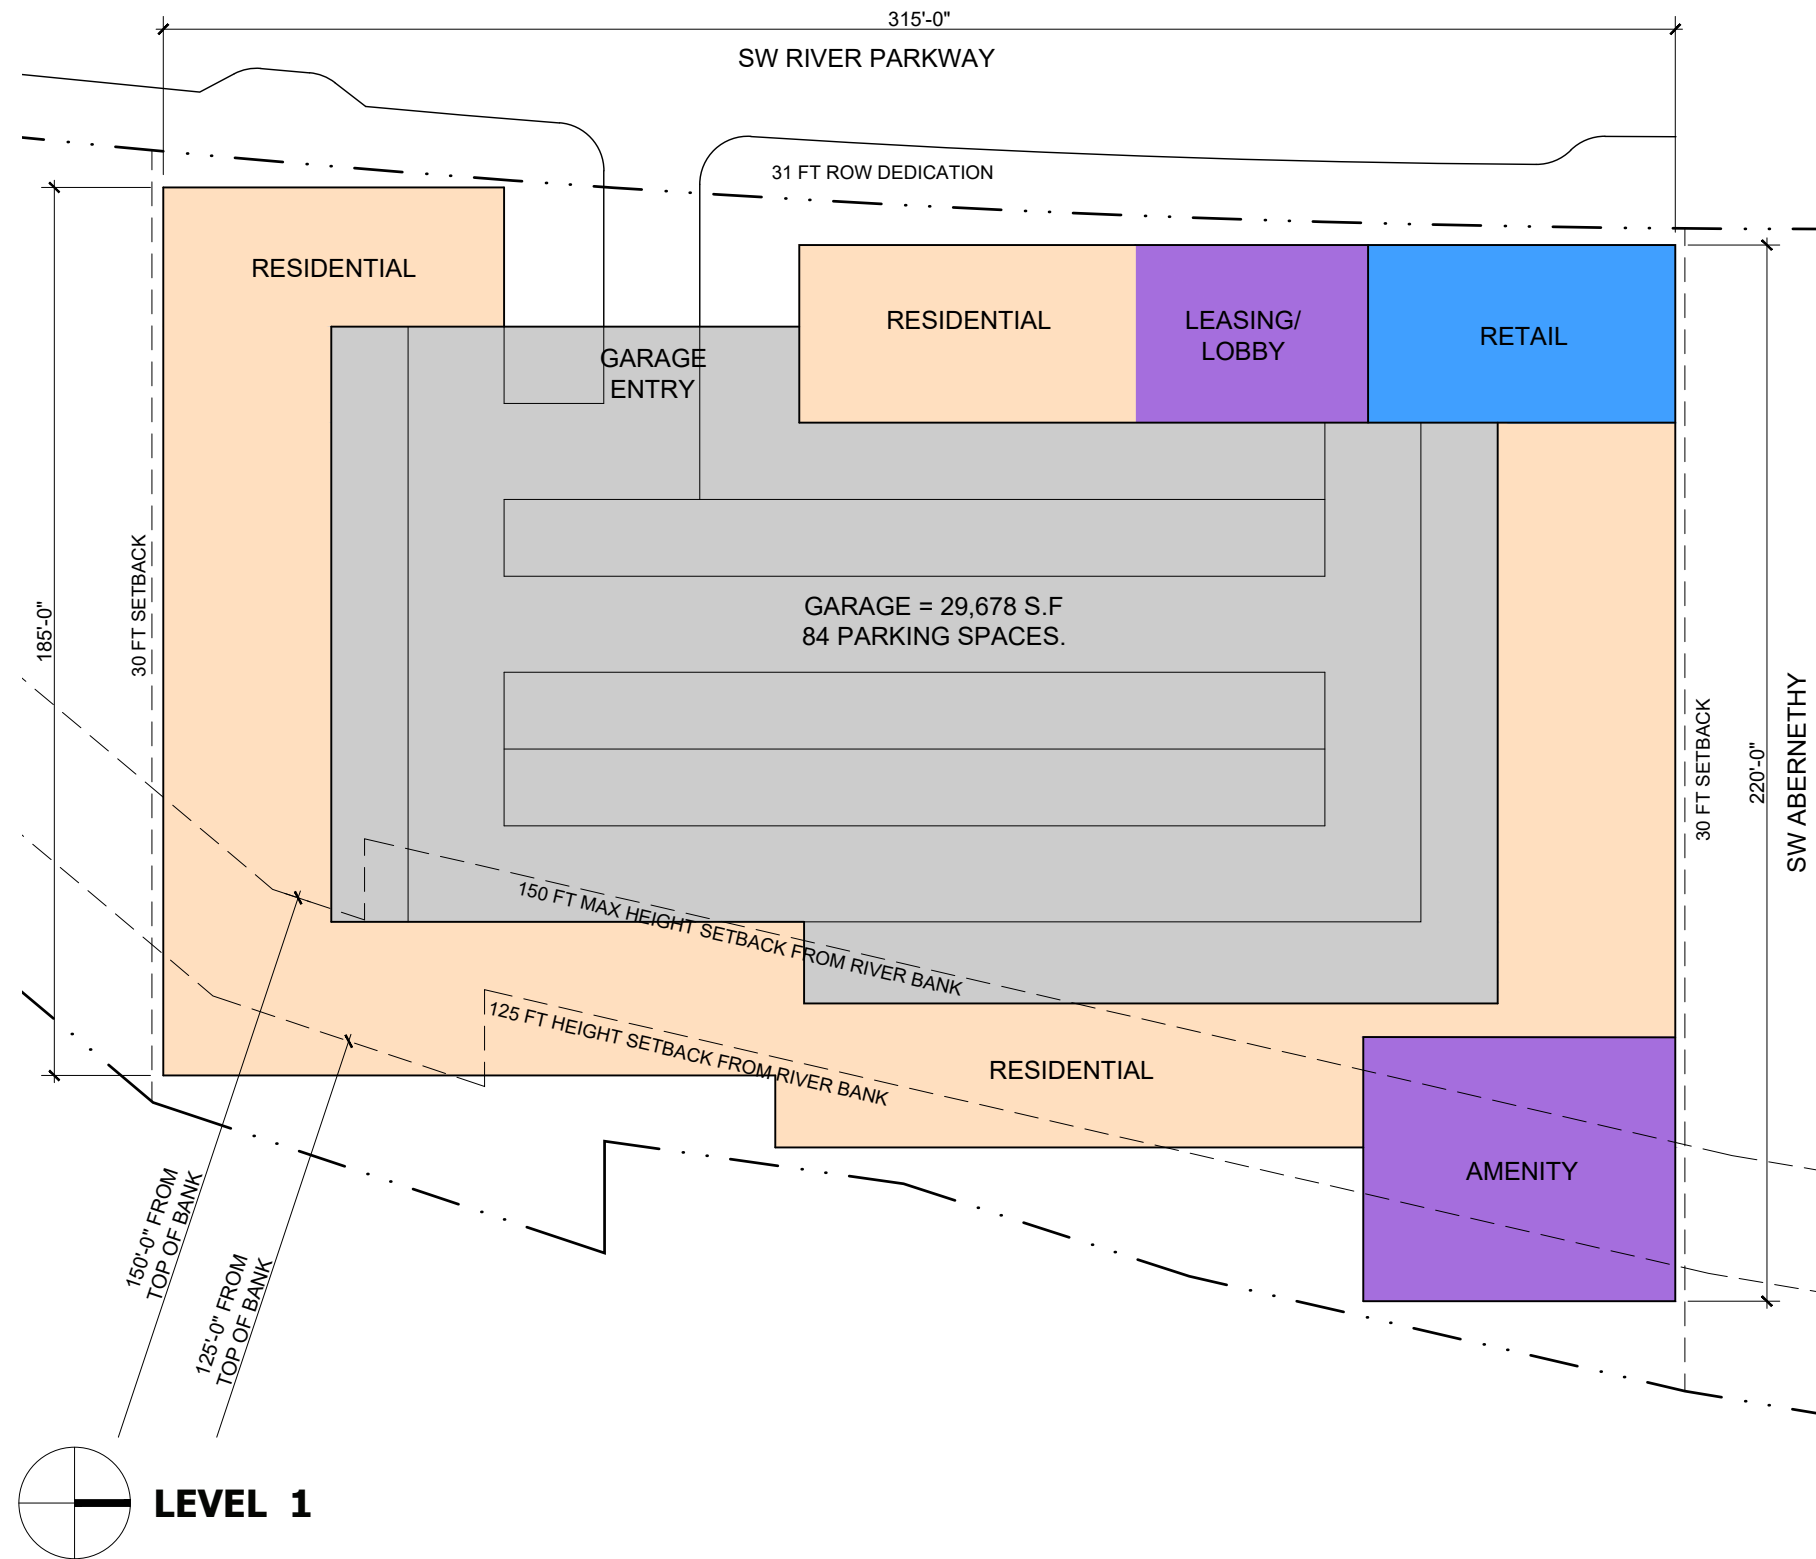 315'-0"
SW RIVER PARKWAY
31 FT ROW DEDICATION
RESIDENTIAL
RESIDENTIAL
LEASING/
LOBBY
RETAIL
GARAGE
ENTRY
185'-0"
30 FT SETBACK
GARAGE = 29,678 S.F
84 PARKING SPACES.
30 FT SETBACK
220'-0"
SW ABERNETHY
150 FT MAX HEIGHT SETBACK FROM RIVER BANK
125 FT HEIGHT SETBACK FROM RIVER BANK
RESIDENTIAL
AMENITY
150'-0" FROM
TOP OF BANK
125'-0" FROM
TOP OF BANK
LEVEL 1